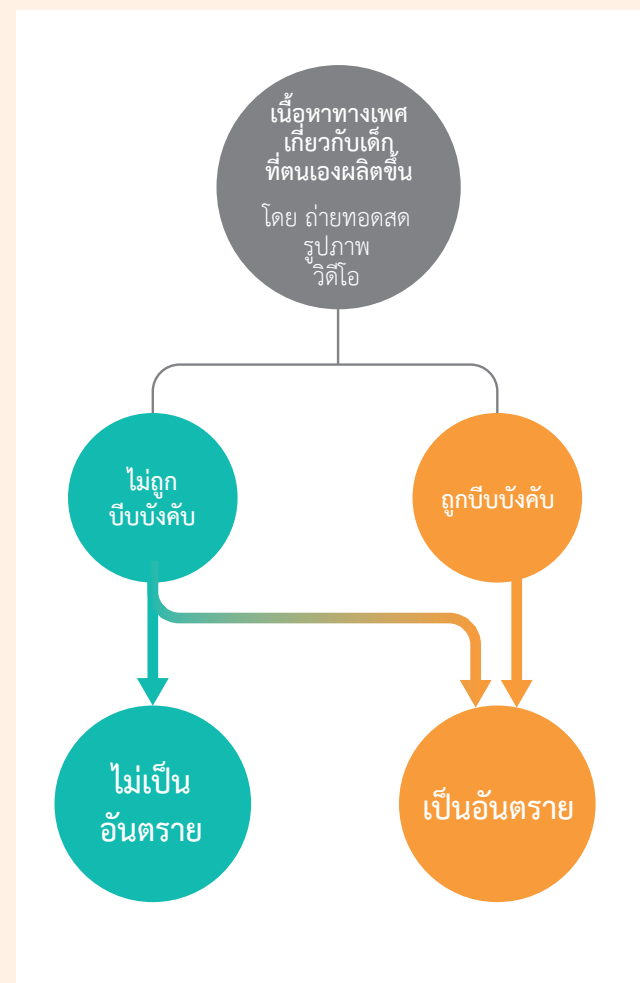 เนื้อหาทางเพศ
เกี่ยวกับเด็ก
ที่ตนเองผลิตขึ้น
โดย ถ่ายทอดสด
รูปภาพ
วิดีโอ
ไม่ถูก
บีบบังคับ
ถูกบีบบังคับ
ไม่เป็น
อันตราย
เป็นอันตราย